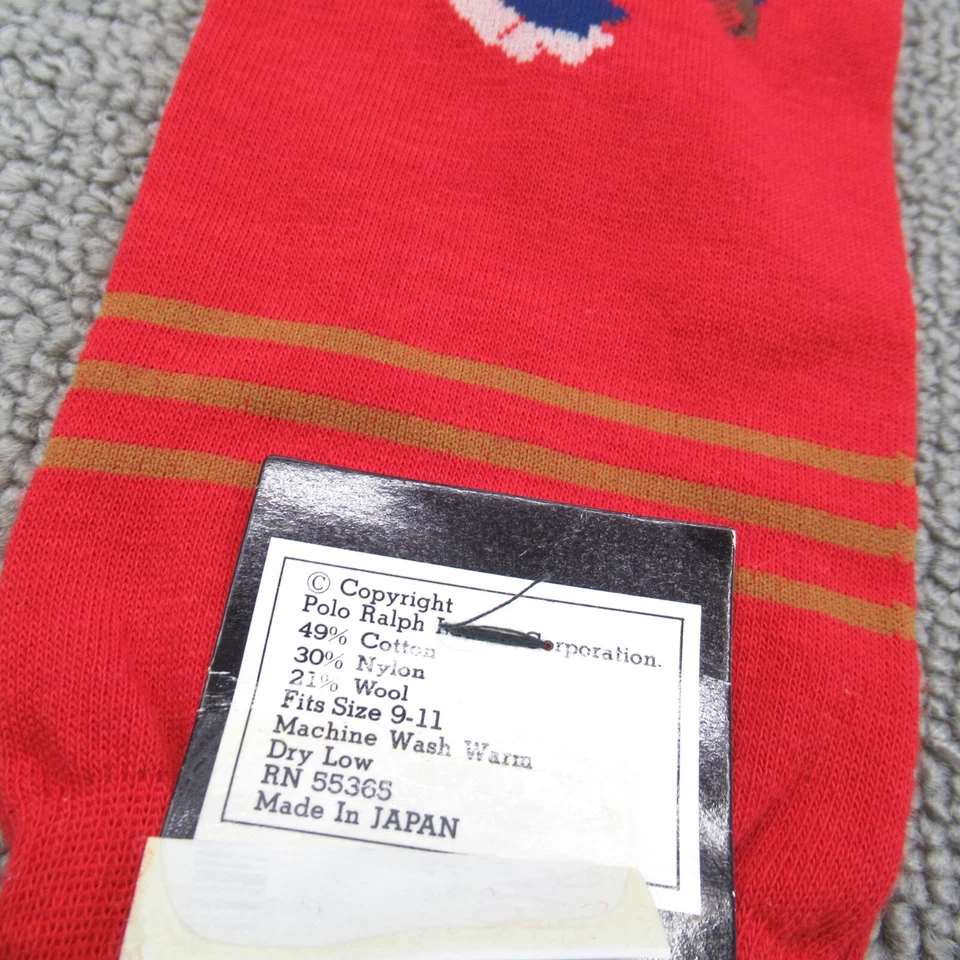 © Copyright
Polo Ralph rporation.
49% Cotton
30% Nylon
21% Wool
Fits Size 9-11
Machine Wash Warm
Dry Low
RN 55365
Made In JAPAN